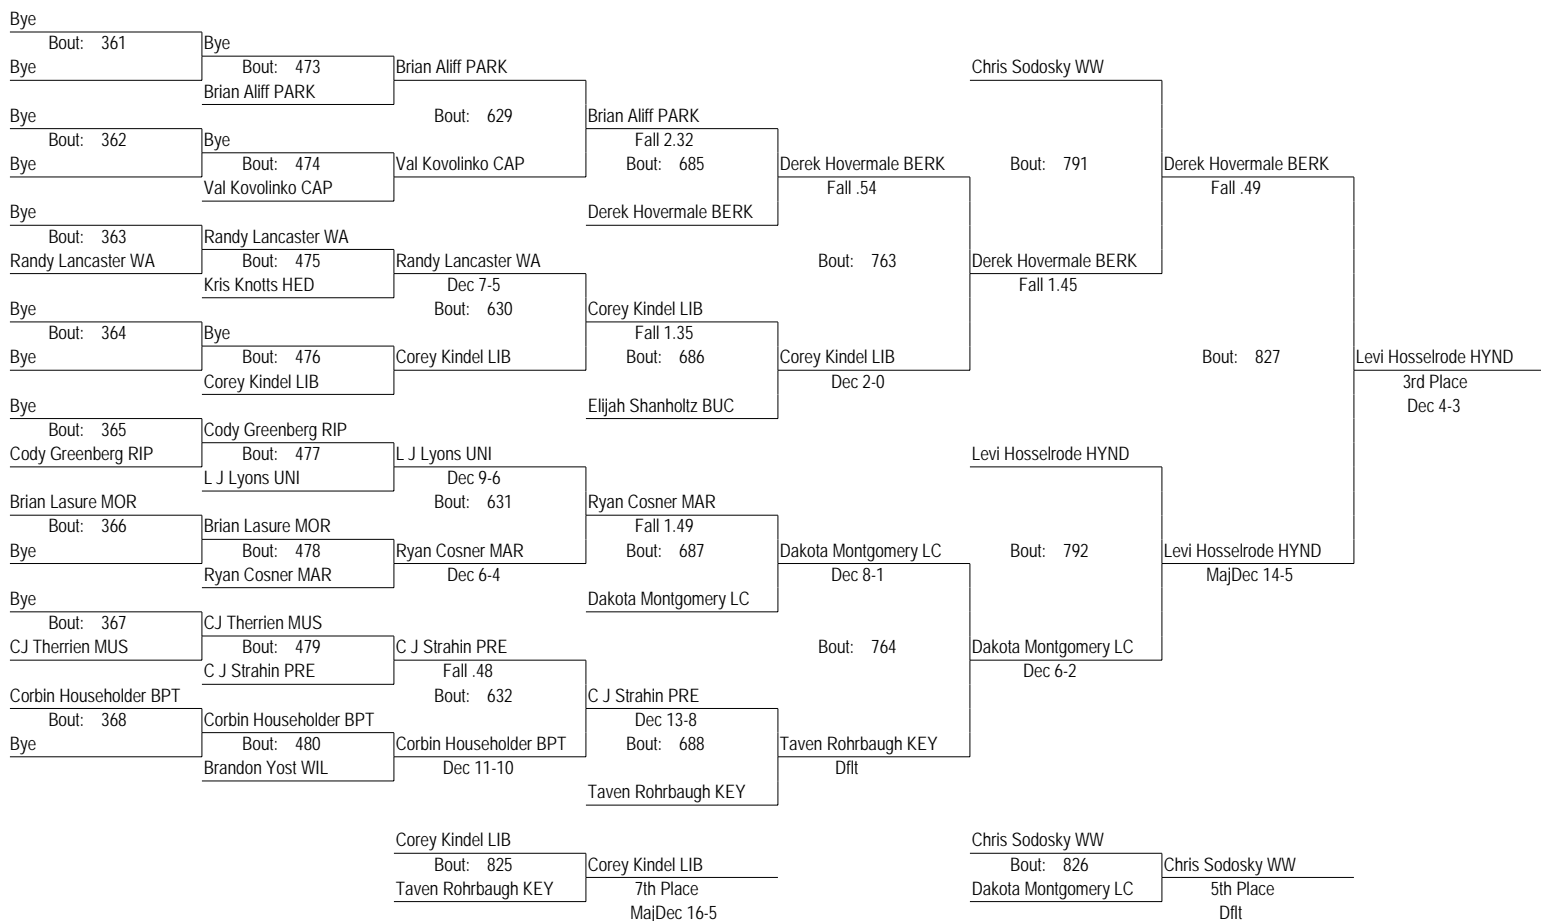 Bye
Bout: 361 Bye
Bye Bout: 473 Brian Aliff PARK Chris Sodosky WW
Brian Aliff PARK
Bye Bout: 629 Brian Aliff PARK
Bout: 362 Bye Fall 2.32
Bye Bout: 474 Val Kovolinko CAP Bout: 685 Derek Hovermale BERK Bout: 791 Derek Hovermale BERK
Val Kovolinko CAP Fall .54 Fall .49
Bye Derek Hovermale BERK
Bout: 363 Randy Lancaster WA
Randy Lancaster WA Bout: 475 Randy Lancaster WA Bout: 763 Derek Hovermale BERK
Kris Knotts HED Dec 7-5 Fall 1.45
Bye Bout: 630 Corey Kindel LIB
Bout: 364 Bye Fall 1.35
Bye Bout: 476 Corey Kindel LIB Bout: 686 Corey Kindel LIB Bout: 827 Levi Hosselrode HYND
Corey Kindel LIB Dec 2-0 3rd Place
Bye Elijah Shanholtz BUC Dec 4-3
Bout: 365 Cody Greenberg RIP
Cody Greenberg RIP Bout: 477 L J Lyons UNI Levi Hosselrode HYND
L J Lyons UNI Dec 9-6
Brian Lasure MOR Bout: 631 Ryan Cosner MAR
Bout: 366 Brian Lasure MOR Fall 1.49
Bye Bout: 478 Ryan Cosner MAR Bout: 687 Dakota Montgomery LC Bout: 792 Levi Hosselrode HYND
Ryan Cosner MAR Dec 6-4 Dec 8-1 MajDec 14-5
Bye Dakota Montgomery LC
Bout: 367 CJ Therrien MUS
CJ Therrien MUS Bout: 479 C J Strahin PRE Bout: 764 Dakota Montgomery LC
C J Strahin PRE Fall .48 Dec 6-2
Corbin Householder BPT Bout: 632 C J Strahin PRE
Bout: 368 Corbin Householder BPT Dec 13-8
Bye Bout: 480 Corbin Householder BPT Bout: 688 Taven Rohrbaugh KEY
Brandon Yost WIL Dec 11-10 Dflt
Taven Rohrbaugh KEY
Corey Kindel LIB Chris Sodosky WW
Bout: 825 Corey Kindel LIB Bout: 826 Chris Sodosky WW
Taven Rohrbaugh KEY 7th Place Dakota Montgomery LC 5th Place
MajDec 16-5 Dflt